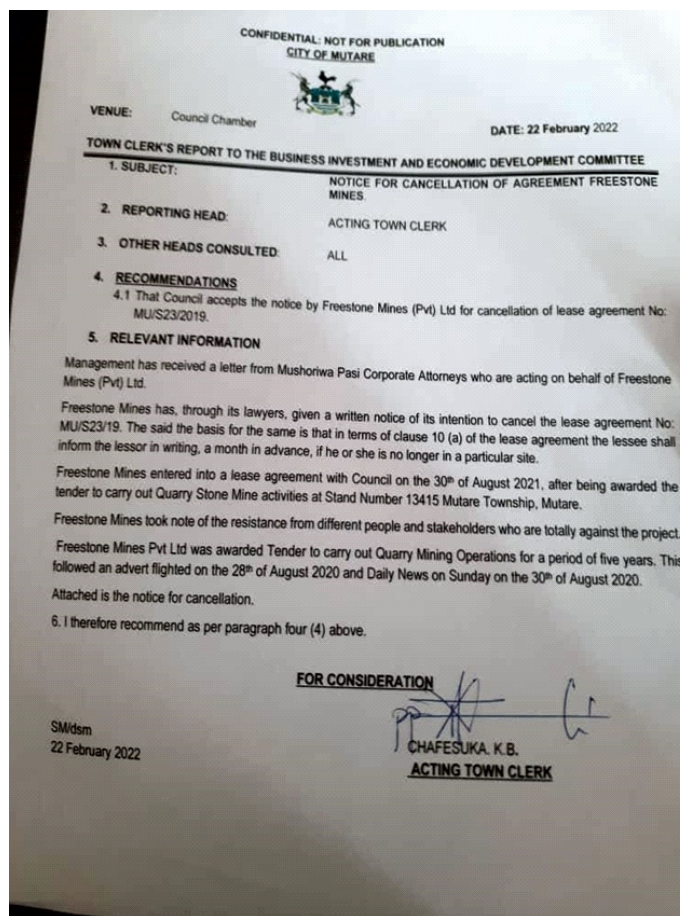 CONFIDENTIAL: NOT FOR PUBLICATION
CITY OF MUTARE
VENUE: Council Chamber
DATE: 22 February 2022
TOWN CLERK'S REPORT TO THE BUSINESS INVESTMENT AND ECONOMIC DEVELOPMENT COMMITTEE
1. SUBJECT: NOTICE FOR CANCELLATION OF AGREEMENT FREESTONE
MINES.
2. REPORTING HEAD: ACTING TOWN CLERK
3. OTHER HEADS CONSULTED: ALL
4. RECOMMENDATIONS
4.1 That Council accepts the notice by Freestone Mines (Pvt) Ltd for cancellation of lease agreement No:
MU/S23/2019.
5. RELEVANT INFORMATION
Management has received a letter from Mushoriwa Pasi Corporate Attorneys who are acting on behalf of Freestone
Mines (Pvt) Ltd.
Freestone Mines has, through its lawyers, given a written notice of its intention to cancel the lease agreement No:
MU/S23/19. The said the basis for the same is that in terms of clause 10 (a) of the lease agreement the lessee shall
inform the lessor in writing, a month in advance, if he or she is no longer in a particular site.
Freestone Mines entered into a lease agreement with Council on the 30th of August 2021, after being awarded the
tender to carry out Quarry Stone Mine activities at Stand Number 13415 Mutare Township, Mutare.
Freestone Mines took note of the resistance from different people and stakeholders who are totally against the project.
Freestone Mines Pvt Ltd was awarded Tender to carry out Quarry Mining Operations for a period of five years. This
followed an advert flighted on the 28th of August 2020 and Daily News on Sunday on the 30th of August 2020.
Attached is the notice for cancellation.
6. I therefore recommend as per paragraph four (4) above.
FOR CONSIDERATION
pp
SM/dsm
22 February 2022
CHAFESUKA. K.B.
ACTING TOWN CLERK